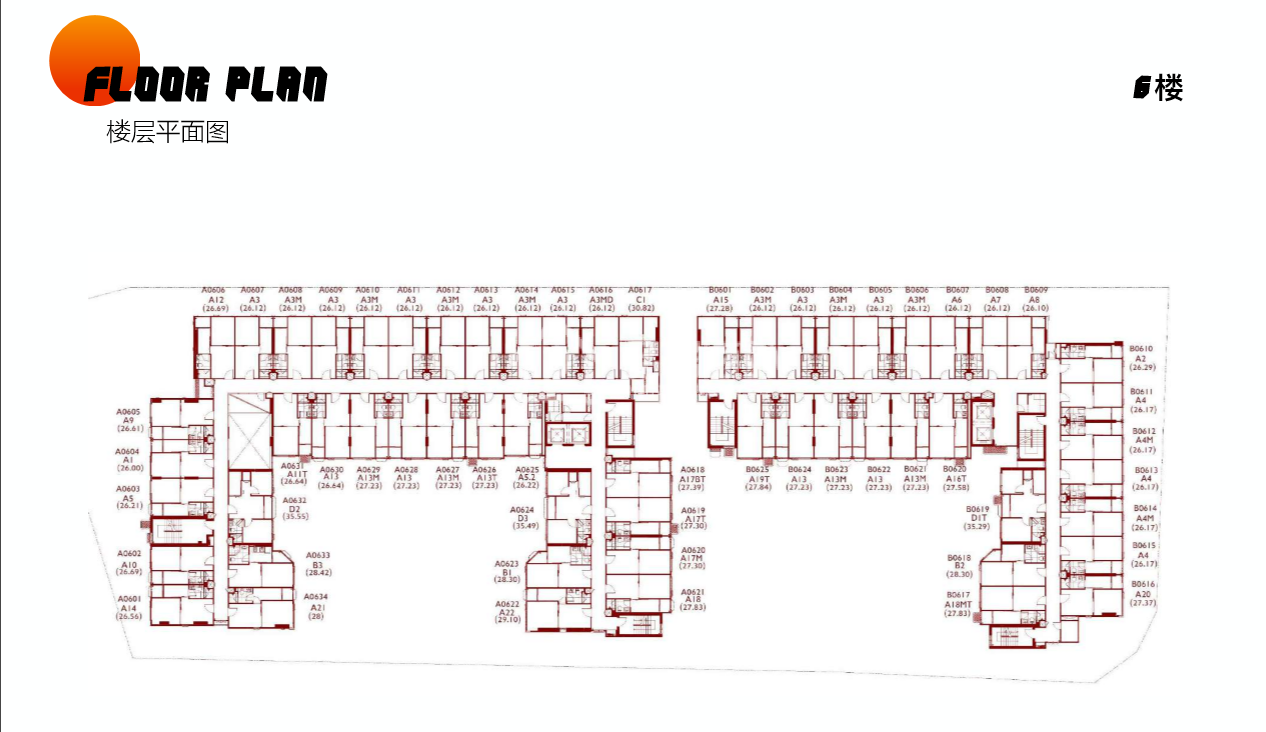 FLOOR PLAN
6楼
楼层平面图
A0606
A12
(26.69)
A0607
A3
(26.12)
A0608
A3M
(26.12)
A0609
A3
(26.12)
A0610
A3M
(26.12)
A0611
A3
(26.12)
A0612
A3M
(26.12)
A0613
A3
(26.12)
A0614
A3M
(26.12)
A0615
A3
(26.12)
A0616
A3MD
(26.12)
A0617
C1
(30.82)
B0601
A15
(27.28)
B0602
A3M
(26.12)
B0603
A3
(26.12)
B0604
A3M
(26.12)
B0605
A3
(26.12)
B0606
A3M
(26.12)
B0607
A6
(26.12)
B0608
A7
(26.12)
B0609
A8
(26.10)
B0610
A2
(26.29)
B0611
A4
(26.17)
B0612
A4M
(26.17)
B0613
A4
(26.17)
B0614
A4M
(26.17)
B0615
A4
(26.17)
B0616
A20
(27.37)
A0605
A9
(26.61)
A0604
A1
(26.00)
A0603
A5
(26.21)
A0602
A10
(26.69)
A0601
A14
(26.56)
A0631
A11T
(26.64)
A0630
A13
(26.64)
A0629
A13M
(27.23)
A0628
A13
(27.23)
A0627
A13M
(27.23)
A0626
A13T
(27.23)
A0625
A5.2
(26.22)
A0632
D2
(35.55)
A0633
B3
(28.42)
A0634
A21
(28)
A0624
D3
(35.49)
A0623
B1
(28.30)
A0622
A22
(29.10)
A0618
A17BT
(27.39)
A0619
A17T
(27.30)
A0620
A17M
(27.30)
A0621
A18
(27.83)
B0625
A19T
(27.84)
B0624
A13
(27.23)
B0623
A13M
(27.23)
B0622
A13
(27.23)
B0621
A13M
(27.23)
B0620
A16T
(27.58)
B0619
D1T
(35.29)
B0618
B2
(28.30)
B0617
A18MT
(27.83)